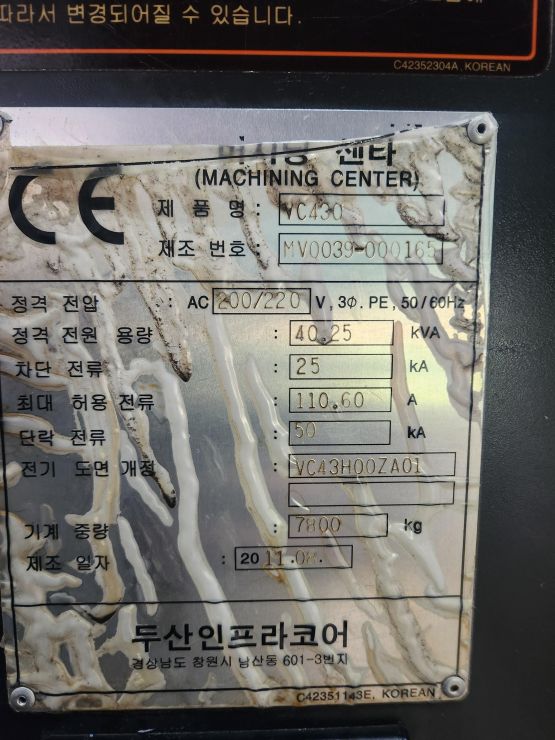 따라서 변경되어질 수 있습니다.
C42352304A. KOREAN
센타
(MACHINING CENTER)
CE
제 품 명 : VC430
제조 번호 : MV0039-000165
정격 전압 : AC 200/220 V, 3Φ. PE, 50/60Hz
정격 전원 용량 : 40.25 kVA
차단 전류 : 25 kA
최대 허용 전류 : 110.60 A
단락 전류 : 50 kA
전기 도면 개정 : VC43H00ZA01
기계 중량 : 7800 kg
제조 일자 : 20 11.08.
두산인프라코어
경상남도 창원시 남산동 601-3번지
C42351143E, KOREAN